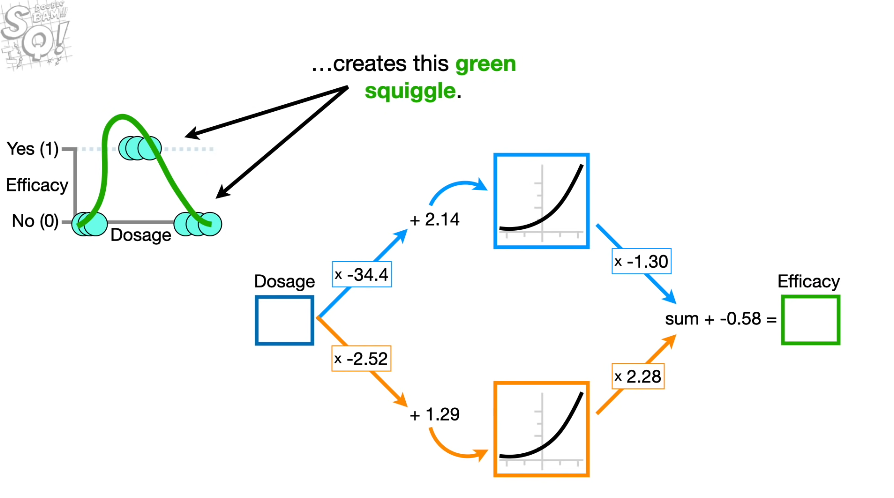 STATQUEST
DOUBLE
BAM!!!
SQ!
…creates this green
squiggle.
Yes (1)
Efficacy
No (0)
Dosage
+ 2.14
x -34.4
x -1.30
Dosage
Efficacy
sum + -0.58 =
x -2.52
x 2.28
+ 1.29